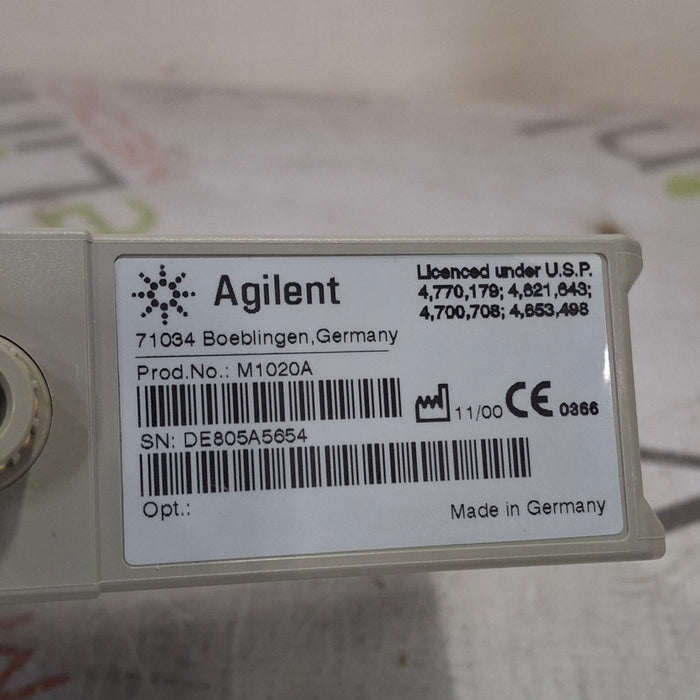 Agilent
Licenced under U.S.P.
4,770,179; 4,621,643;
4,700,708; 4,653,498
71034 Boeblingen,Germany
Prod.No.: M1020A
11/00 CE 0366
SN: DE805A5654
Opt.:
Made in Germany